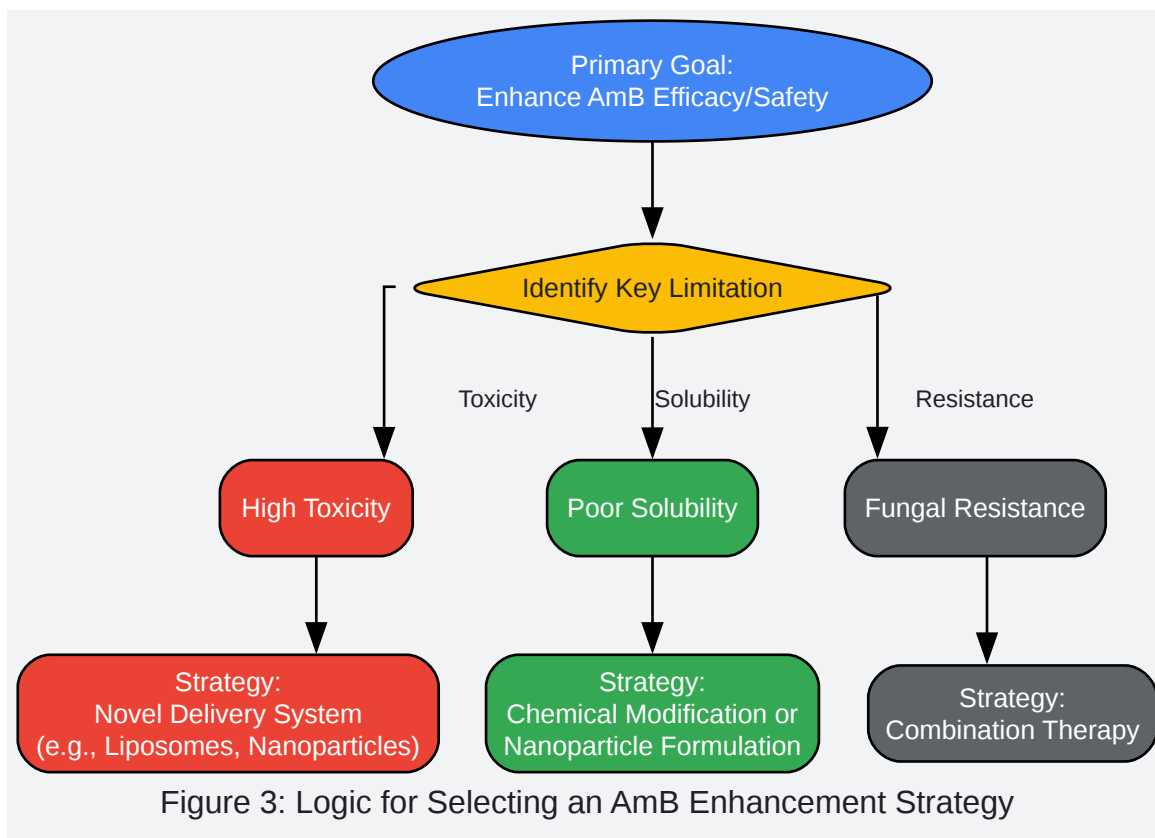 Primary Goal:
Enhance AmB Efficacy/Safety
Identify Key Limitation
Toxicity
Solubility
Resistance
High Toxicity
Poor Solubility
Fungal Resistance
Strategy:
Novel Delivery System
(e.g., Liposomes, Nanoparticles)
Strategy:
Chemical Modification or
Nanoparticle Formulation
Strategy:
Combination Therapy
Figure 3: Logic for Selecting an AmB Enhancement Strategy